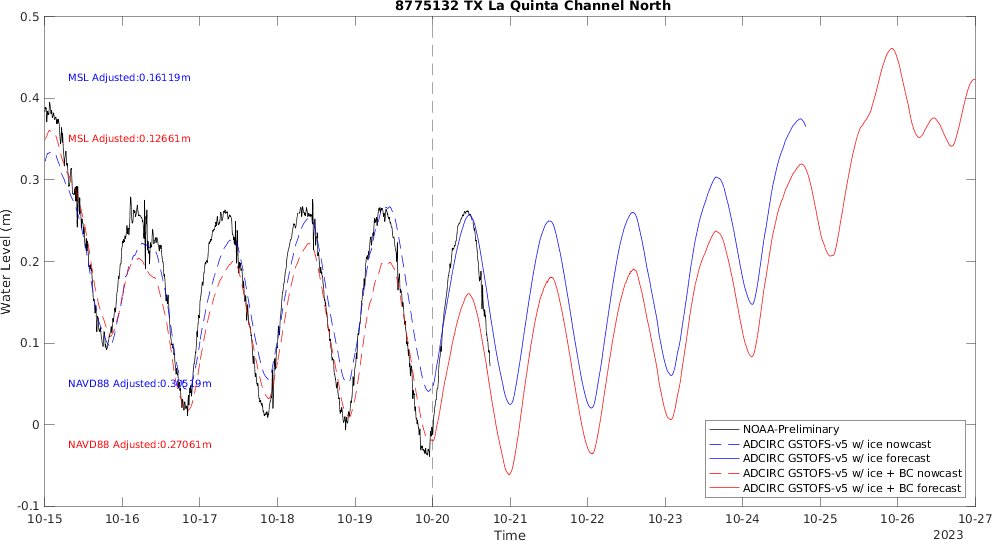 8775132 TX La Quinta Channel North
0.5
0.4
0.3
0.2
0.1
0
-0.1
Water Level (m)
MSL Adjusted:0.16119m
MSL Adjusted:0.12661m
NAVD88 Adjusted:0.30519m
NAVD88 Adjusted:0.27061m
NOAA-Preliminary
ADCIRC GSTOFS-v5 w/ ice nowcast
ADCIRC GSTOFS-v5 w/ ice forecast
ADCIRC GSTOFS-v5 w/ ice + BC nowcast
ADCIRC GSTOFS-v5 w/ ice + BC forecast
10-15 10-16 10-17 10-18 10-19 10-20 10-21 10-22 10-23 10-24 10-25 10-26 10-27
Time
2023